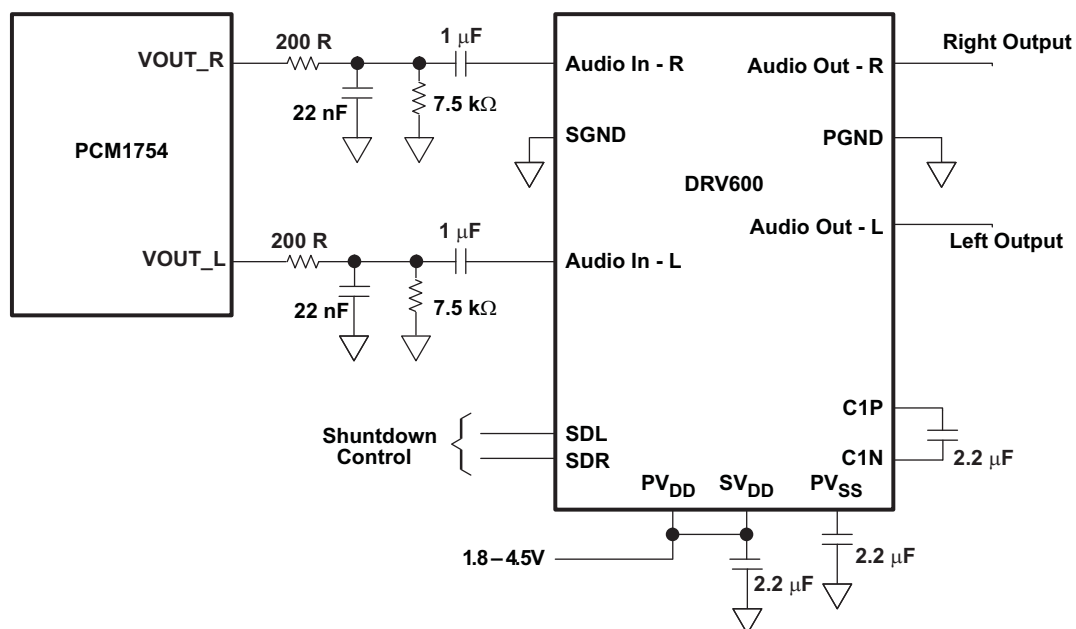 PCM1754
VOUT_R
VOUT_L
200 R
22 nF
7.5 kΩ
1 μF
200 R
22 nF
7.5 kΩ
1 μF
DRV600
Audio In - R
SGND
Audio In - L
Audio Out - R
PGND
Audio Out - L
Right Output
Left Output
Shuntdown
Control
SDL
SDR
C1P
C1N
2.2 μF
PVDD
SVDD
PVSS
1.8–4.5V
2.2 μF
2.2 μF